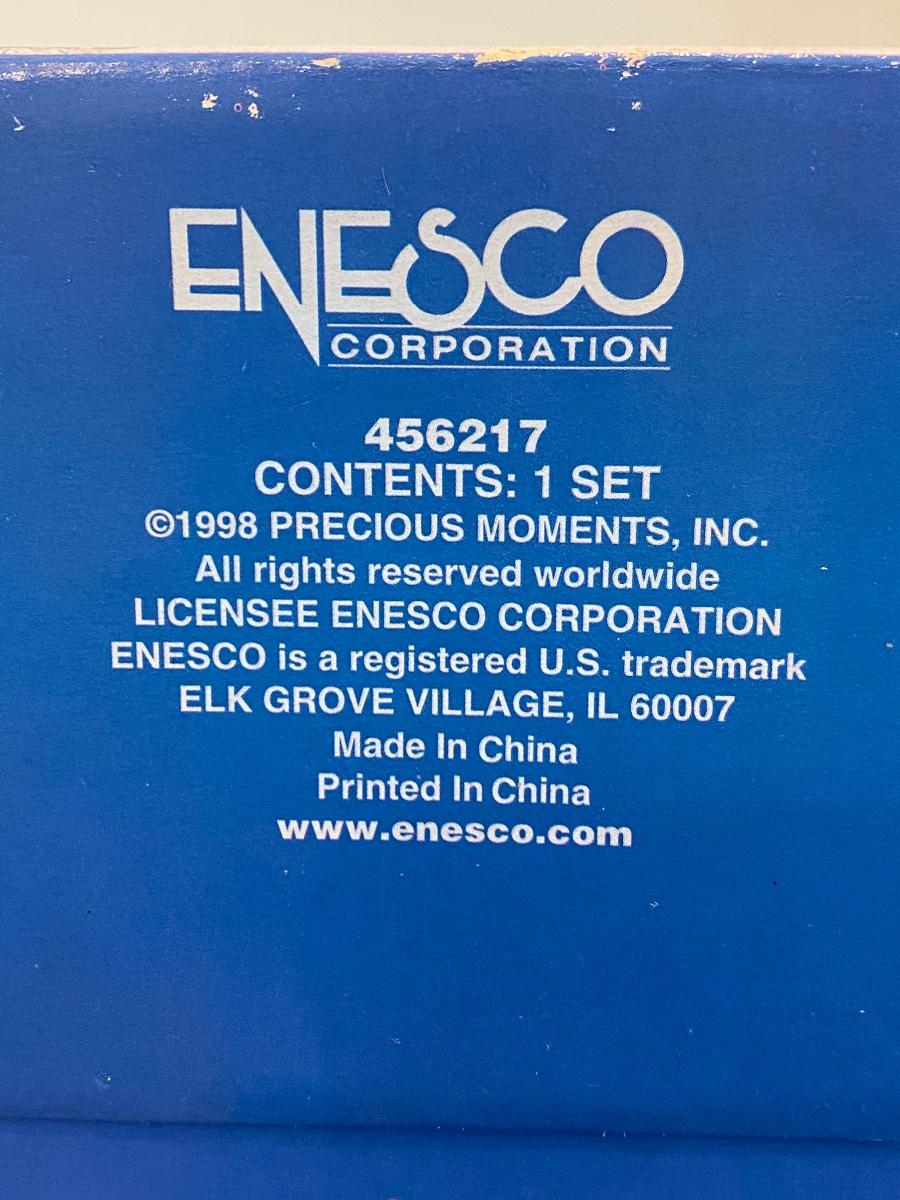 ENESCO
CORPORATION
456217
CONTENTS: 1 SET
©1998 PRECIOUS MOMENTS, INC.
All rights reserved worldwide
LICENSEE ENESCO CORPORATION
ENESCO is a registered U.S. trademark
ELK GROVE VILLAGE, IL 60007
Made In China
Printed In China
www.enesco.com